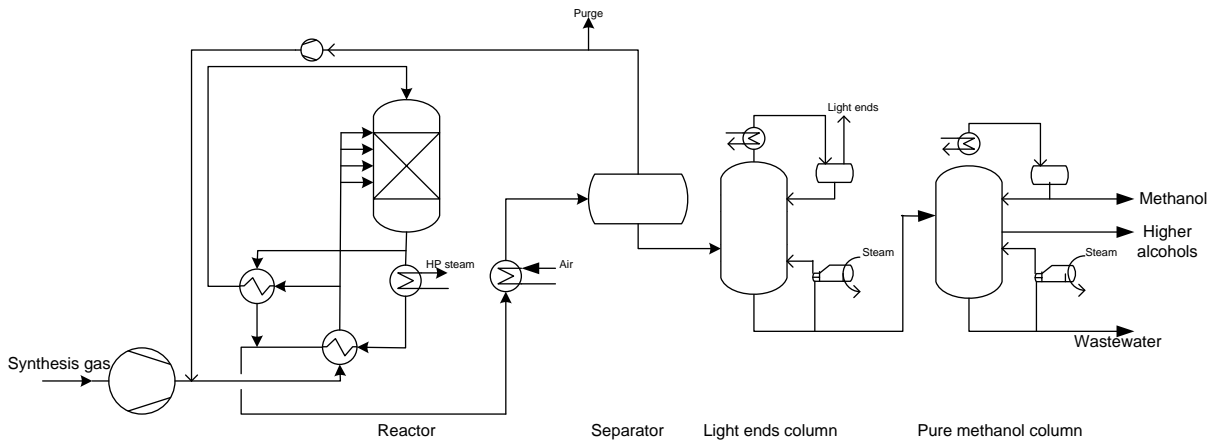 Purge
Light ends
HP steam
Air
Steam
Steam
Methanol
Higher
alcohols
Wastewater
Synthesis gas
Reactor
Separator
Light ends column
Pure methanol column